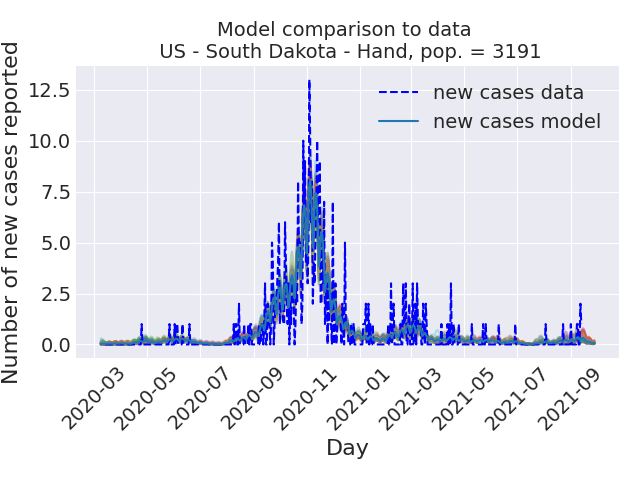 Model comparison to data
US - South Dakota - Hand, pop. = 3191
Number of new cases reported
12.5
10.0
7.5
5.0
2.5
0.0
new cases data
new cases model
2020-03
2020-05
2020-07
2020-09
2020-11
2021-01
2021-03
2021-05
2021-07
2021-09
Day